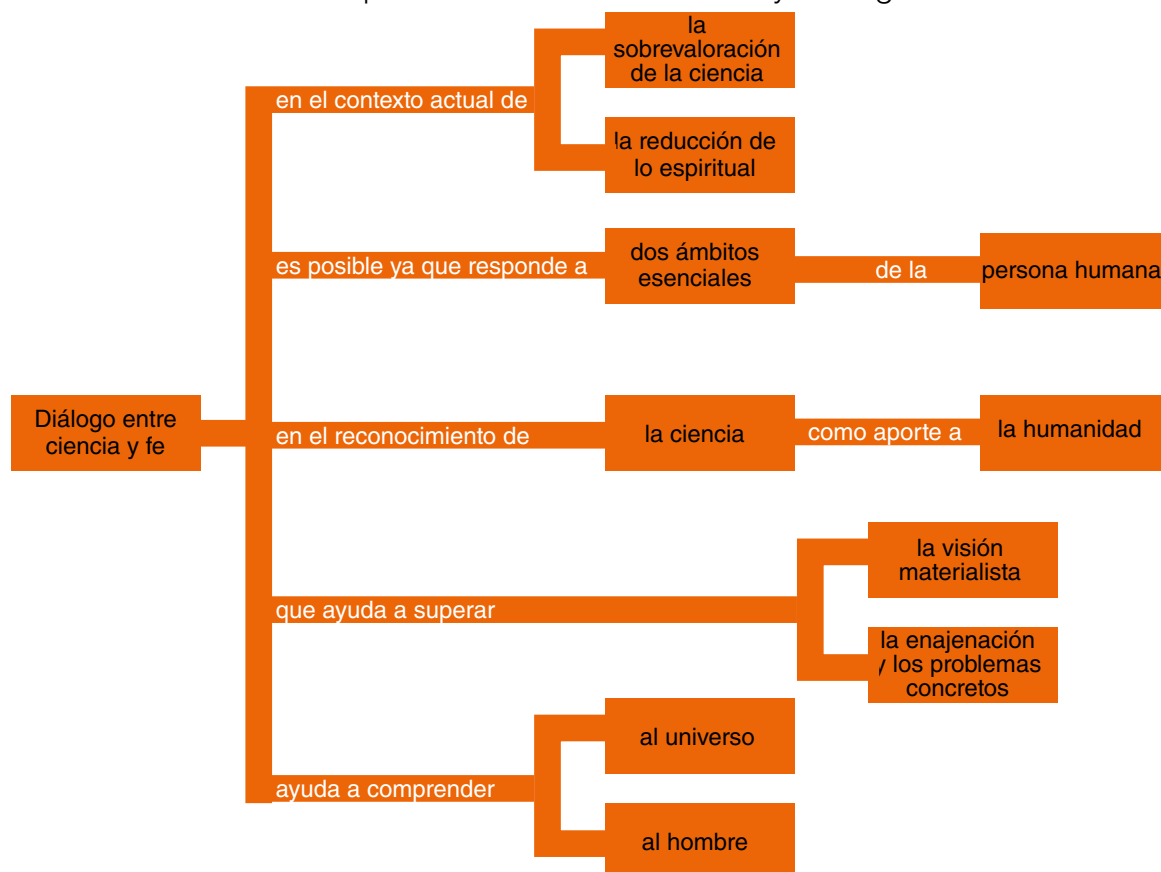 la
sobrevaloración
de la ciencia
en el contexto actual de
la reducción de
lo espiritual
es posible ya que responde a
dos ámbitos
esenciales
de la
persona humana
Diálogo entre
ciencia y fe
en el reconocimiento de
la ciencia
como aporte a
la humanidad
que ayuda a superar
la visión
materialista
la enajenación
y los problemas
concretos
ayuda a comprender
al universo
al hombre